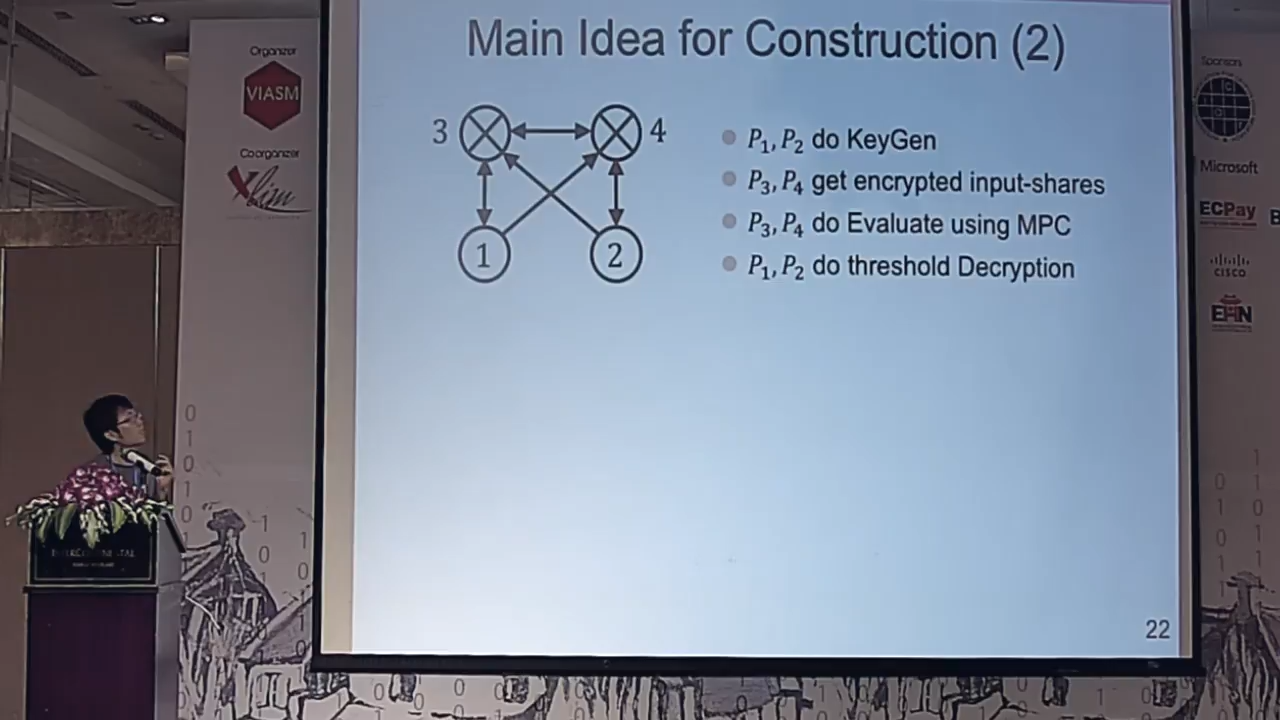 Main Idea for Construction (2)
Organizer
VIASM
Coorganizer
Xlim
3
4
1
2
P₁, P₂ do KeyGen
P₃, P₄ get encrypted input-shares
P₃, P₄ do Evaluate using MPC
P₁, P₂ do threshold Decryption
22
Sponsors
Microsoft
ECPay
CISCO
INTERCONTINENTAL